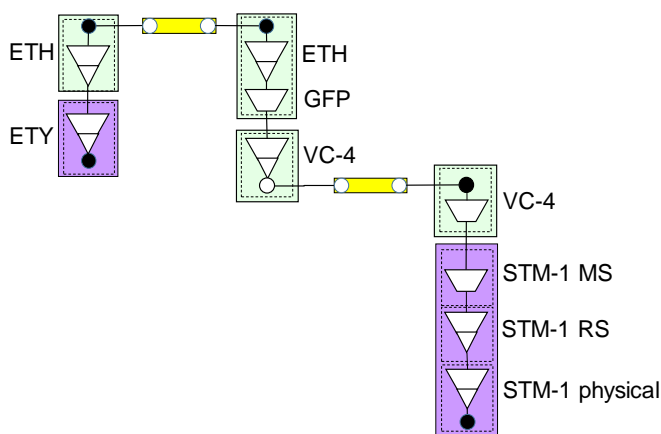 ETH
ETH
GFP
ETY
VC-4
VC-4
STM-1 MS
STM-1 RS
STM-1 physical